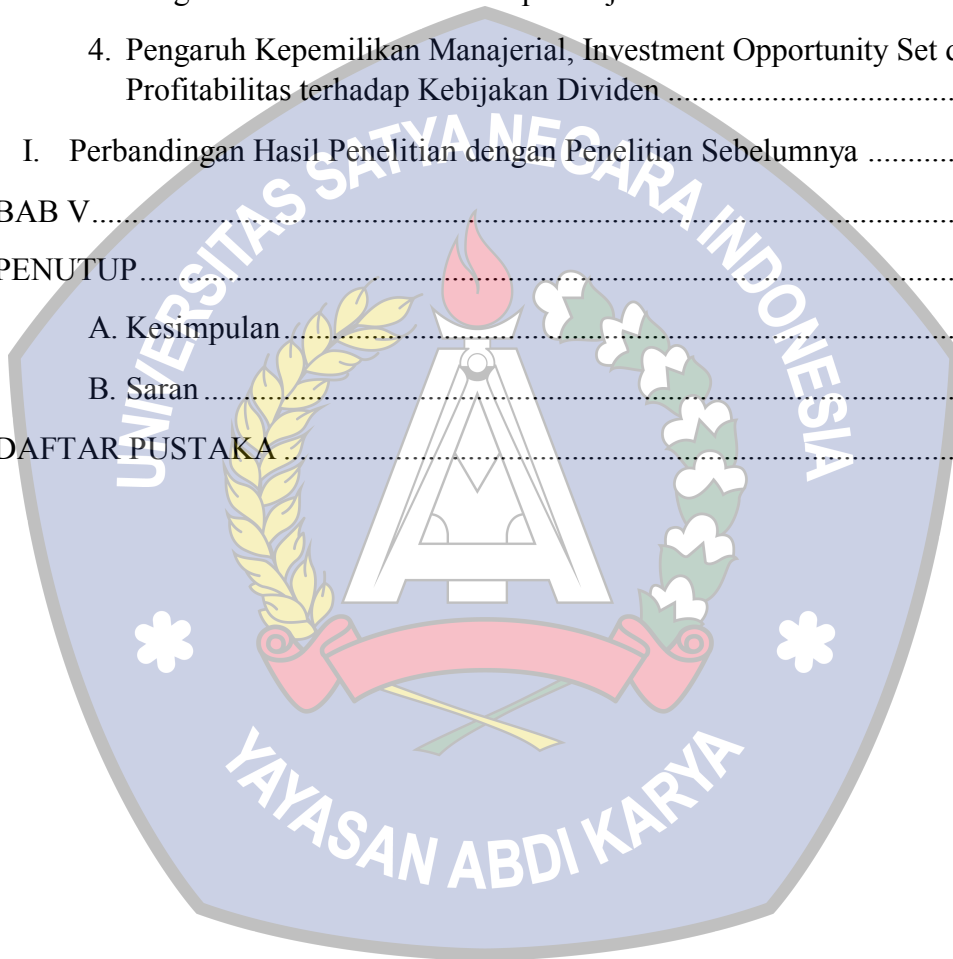 4. Pengaruh Kepemilikan Manajerial, Investment Opportunity Set
Profitabilitas terhadap Kebijakan Dividen ...................................
I. Perbandingan Hasil Penelitian dengan Penelitian Sebelumnya ...........
BAB V..............................................................................................................
PENUTUP.......................................................................................................
A. Kesimpulan ...................................................................................
B. Saran ..............................................................................................
DAFTAR PUSTAKA ...................................................................................
UNIVERSITAS SATYA NEGARA INDONESIA
YAYASAN ABDI KARYA